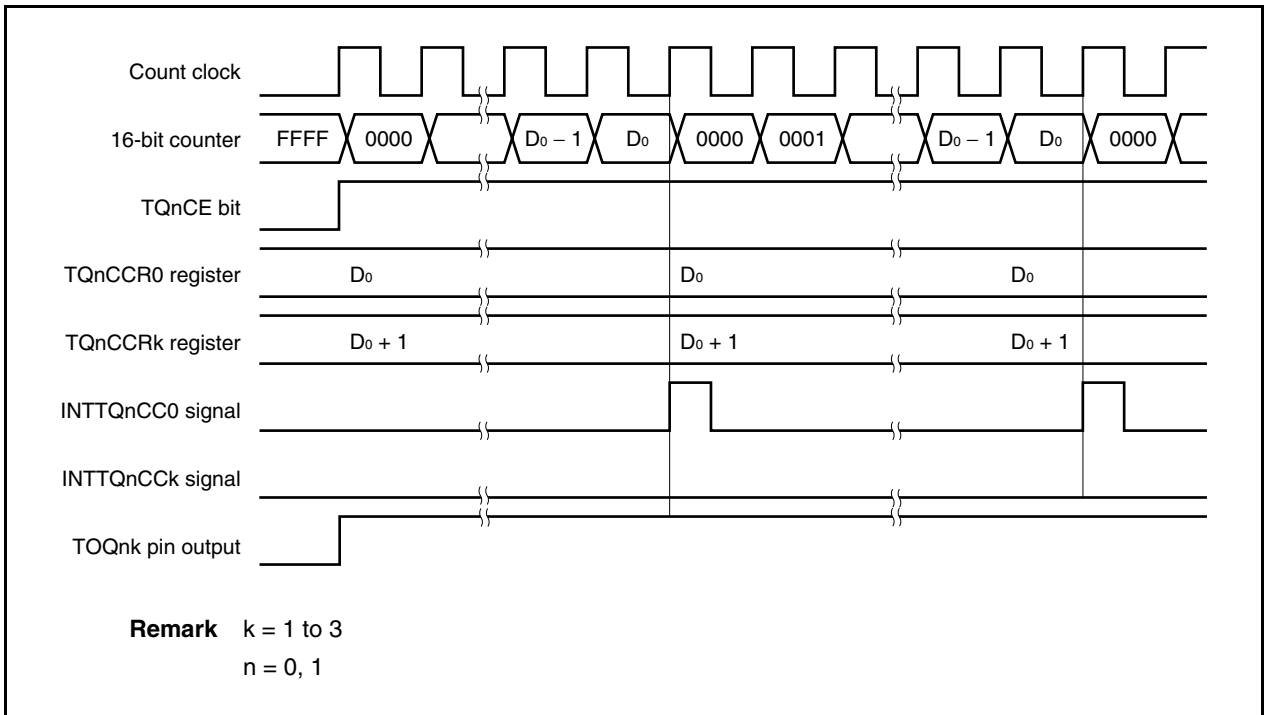 Count clock
16-bit counter FFFF 0000 D0 − 1 D0 0000 0001 D0 − 1 D0 0000
TQnCE bit
TQnCCR0 register D0 D0 D0
TQnCCRk register D0 + 1 D0 + 1 D0 + 1
INTTQnCC0 signal
INTTQnCCk signal
TOQnk pin output
Remark k = 1 to 3
n = 0, 1